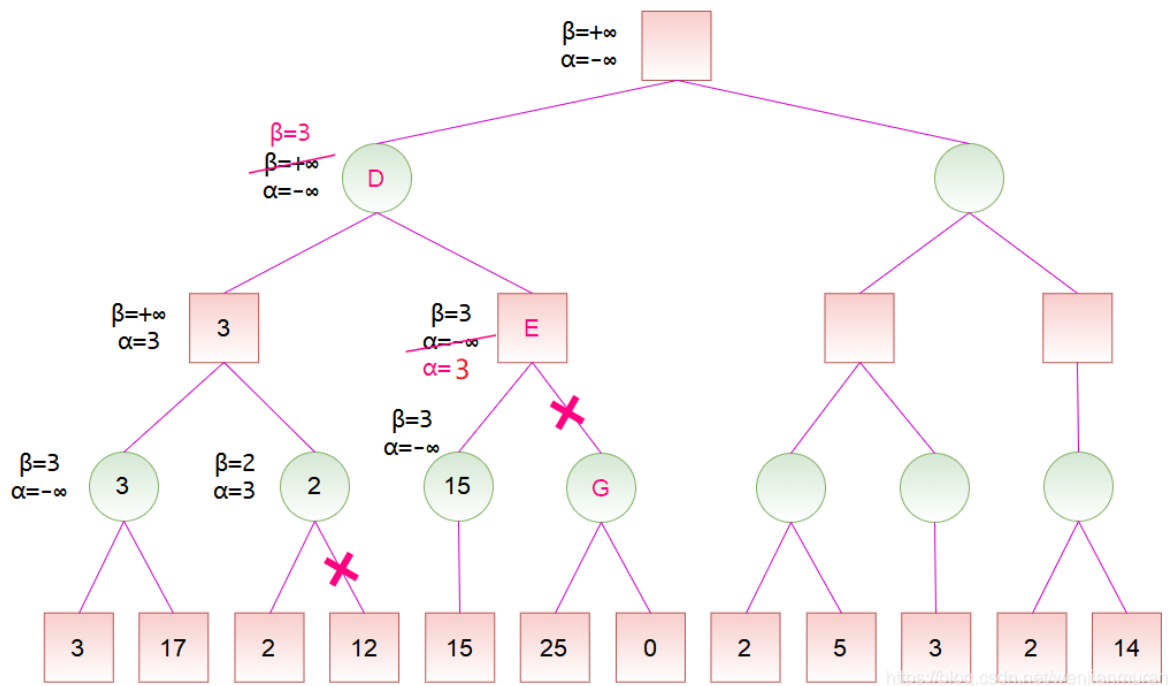 β=+∞
α=-∞
β=3
β=+∞
α=-∞
D
β=+∞
α=3
3
β=3
α=-∞
α=3
E
β=3
α=-∞
3
β=2
α=3
2
β=3
α=-∞
15
G
3
17
2
12
15
25
0
2
5
3
2
14
https://blog.csdn.net/wenjianmuran